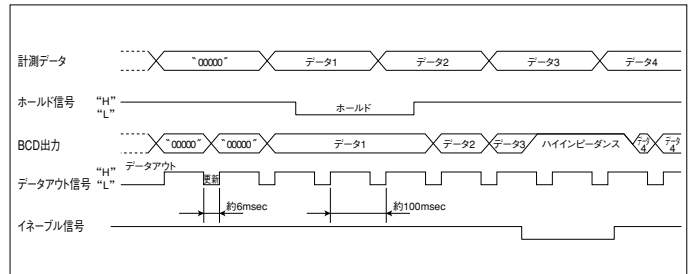 計測データ “00000” データ1 データ2 データ3 データ4
ホールド信号 “H” “L” ホールド
BCD出力 “00000” “00000” データ1 データ2 データ3 ハイインピーダンス データ4 データ4
データアウト
データアウト信号 “H” “L” 更新
約6msec 約100msec
イネーブル信号